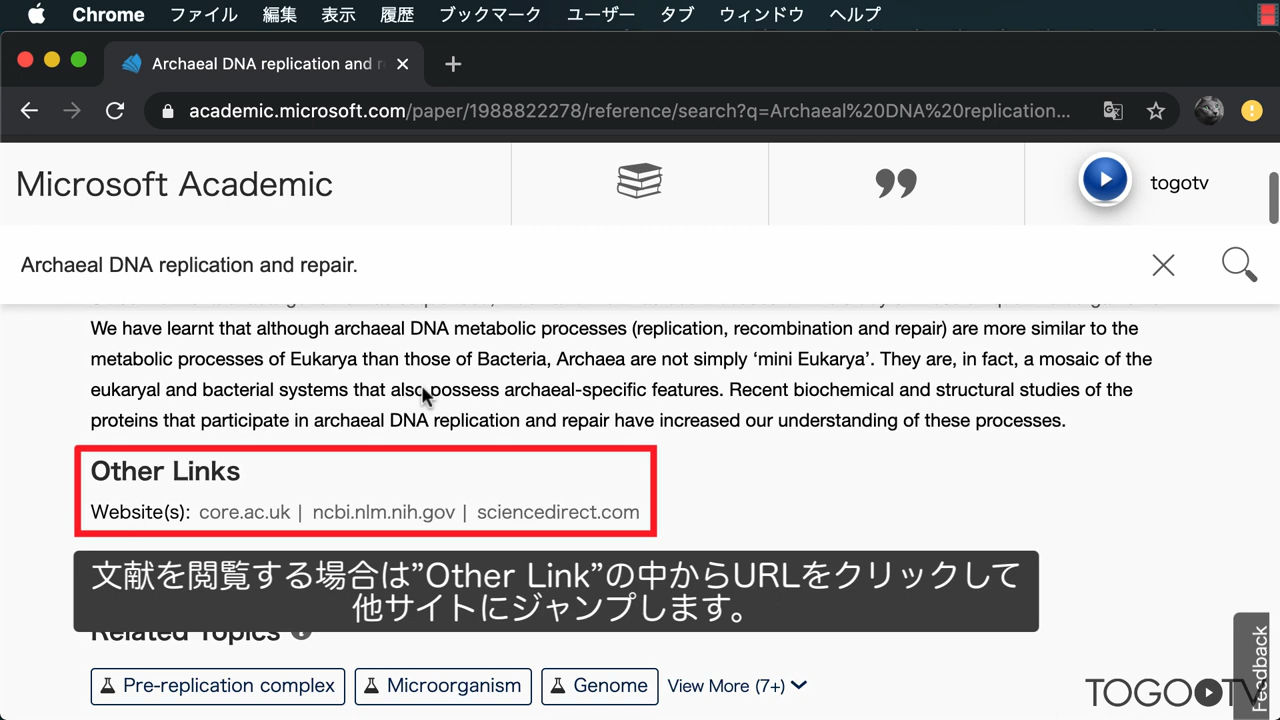 Chrome ファイル 編集 表示 履歴 ブックマーク ユーザー タブ ウィンドウ ヘルプ
Archaeal DNA replication and r
academic.microsoft.com/paper/1988822278/reference/search?q=Archaeal%20DNA%20replication...
Microsoft Academic
togotv
Archaeal DNA replication and repair.
We have learnt that although archaeal DNA metabolic processes (replication, recombination and repair) are more similar to the
metabolic processes of Eukarya than those of Bacteria, Archaea are not simply ‘mini Eukarya’. They are, in fact, a mosaic of the
eukaryal and bacterial systems that also possess archaeal-specific features. Recent biochemical and structural studies of the
proteins that participate in archaeal DNA replication and repair have increased our understanding of these processes.
Other Links
Website(s): core.ac.uk | ncbi.nlm.nih.gov | sciencedirect.com
文献を閲覧する場合は”Other Link”の中からURLをクリックして
他サイトにジャンプします。
Related Topics
Pre-replication complex Microorganism Genome View More (7+)
Feedback
TOGOTV